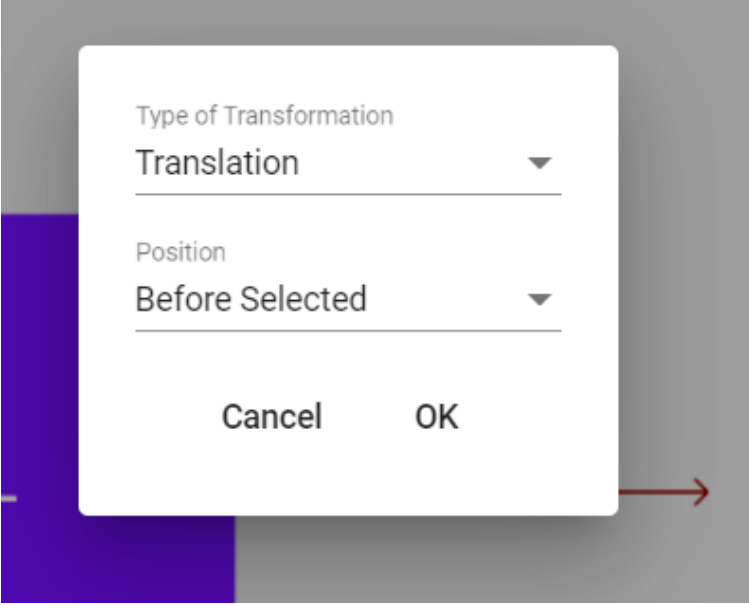 Type of Transformation
Translation
Position
Before Selected
Cancel OK